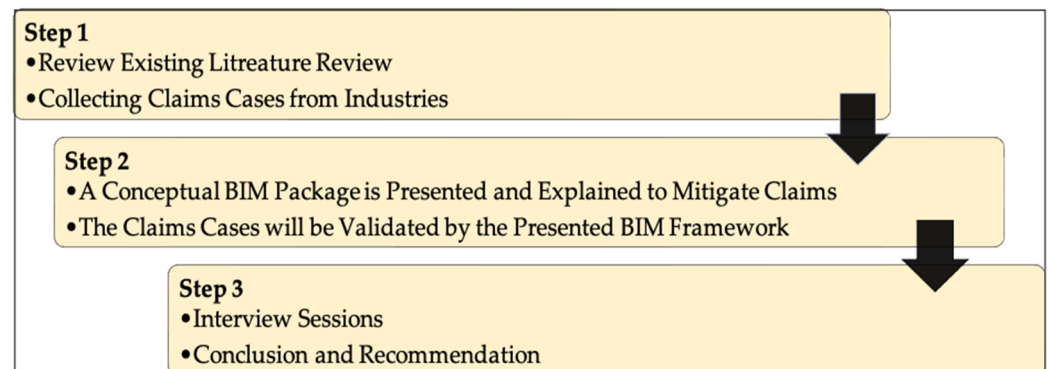 Step 1
•Review Existing Litreature Review
•Collecting Claims Cases from Industries
Step 2
•A Conceptual BIM Package is Presented and Explained to Mitigate Claims
•The Claims Cases will be Validated by the Presented BIM Framework
Step 3
•Interview Sessions
•Conclusion and Recommendation